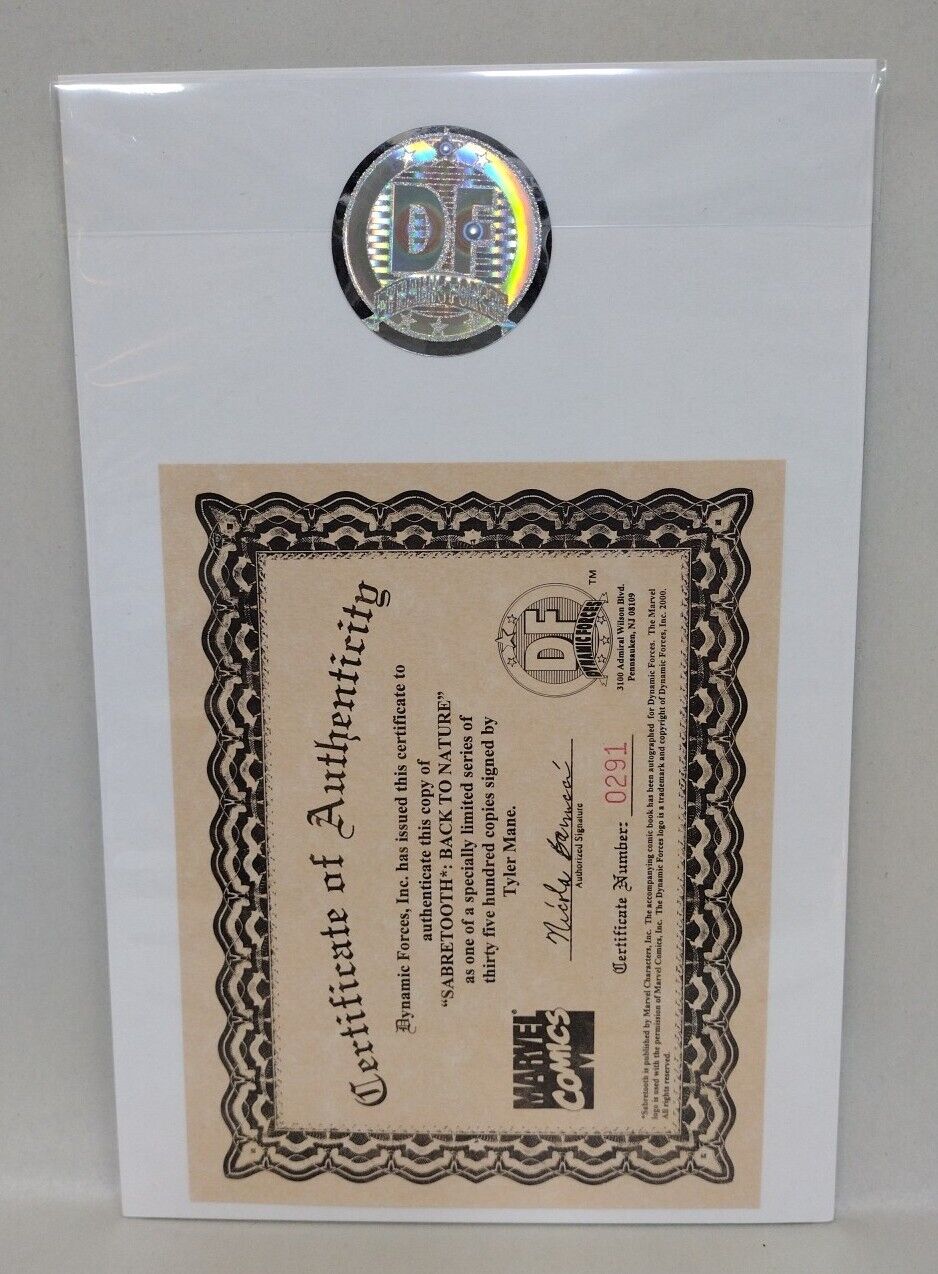 DF
DYNAMIC FORCES
Certificate of Authenticity
Dynamic Forces, Inc. has issued this certificate to
authenticate this copy of
“SABRETOOTH*: BACK TO NATURE”
as one of a specially limited series of
thirty five hundred copies signed by
Tyler Mane.
MARVEL®
COMICS
Authorized Signature
DF
DYNAMIC FORCES
TM
3100 Admiral Wilson Blvd.
Pennsauken, NJ 08109
Certificate Number: 0291
*Sabretooth is published by Marvel Characters, Inc. The accompanying comic book has been autographed for Dynamic Forces. The Marvel
logo is used with the permission of Marvel Comics, Inc. The Dynamic Forces logo is a trademark and copyright of Dynamic Forces, Inc. 2000.
All rights reserved.